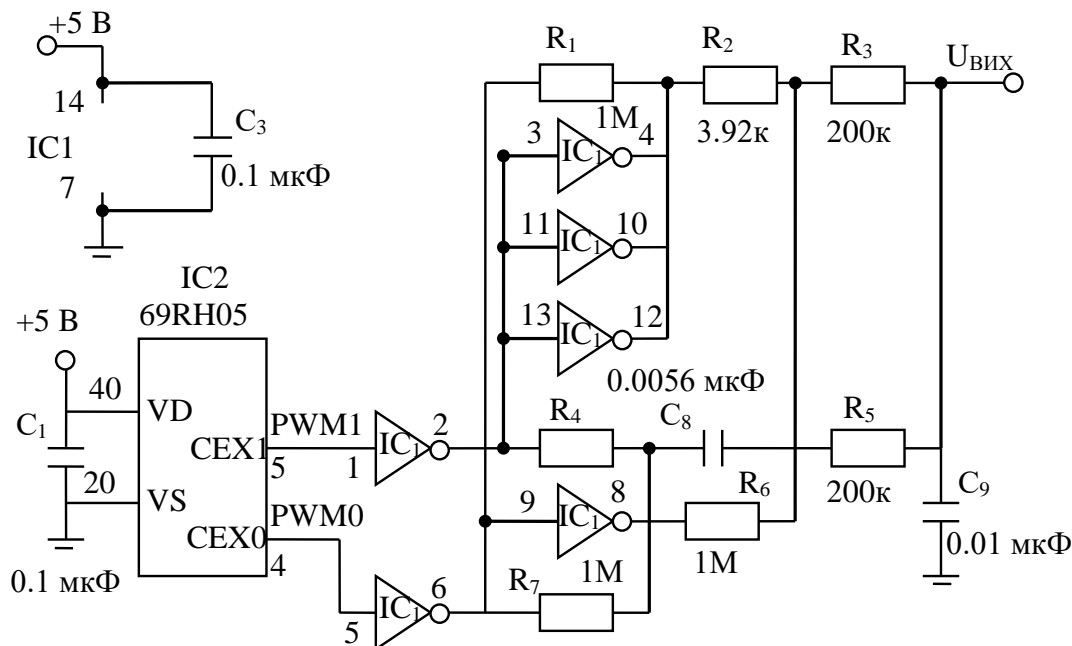 +5 В
14
IC1
7
C₃
0.1 мкФ
IC2
69RH05
+5 В
40
VD
C₁
20
VS
0.1 мкФ
CEX1
PWM1
5
1
CEX0
PWM0
4
5
IC₁
2
IC₁
6
R₁
1М
3
IC₁
4
11
IC₁
10
13
IC₁
12
R₂
3.92к
R₃
200к
UВИХ
0.0056 мкФ
R₄
C₈
R₅
200к
9
IC₁
8
R₆
1М
R₇
1М
C₉
0.01 мкФ